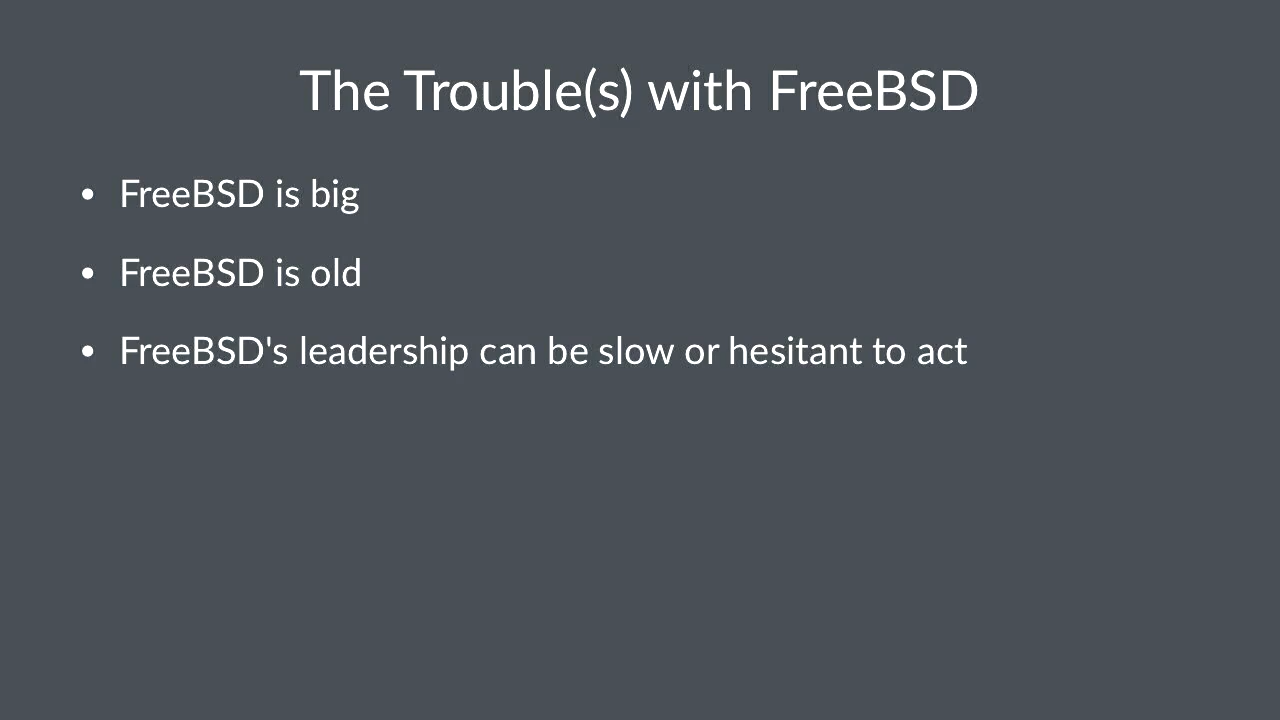 The Trouble(s) with FreeBSD
• FreeBSD is big
• FreeBSD is old
• FreeBSD's leadership can be slow or hesitant to act